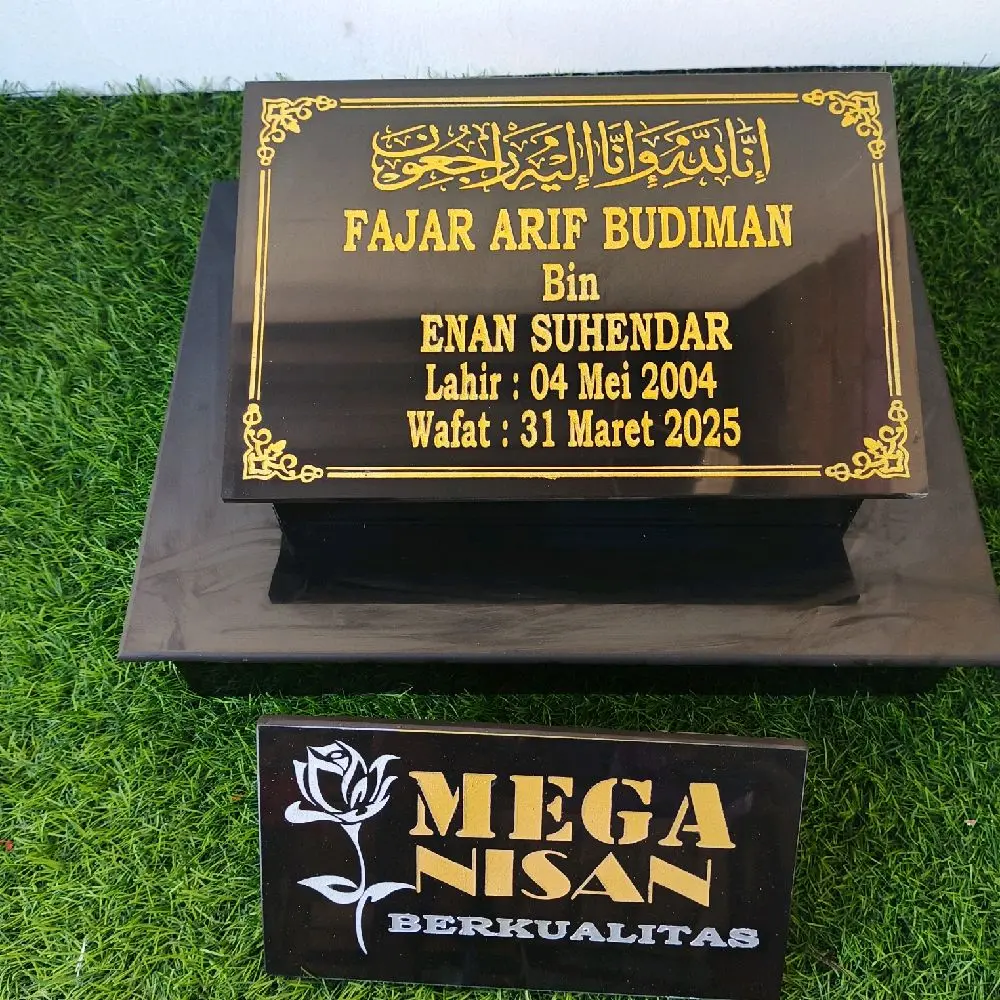 إِنَّا لِلَّهِ وَإِنَّا إِلَيْهِ رَاجِعُونَ
FAJAR ARIF BUDIMAN
Bin
ENAN SUHENDAR
Lahir : 04 Mei 2004
Wafat : 31 Maret 2025
MEGA
NISAN
BERKUALITAS